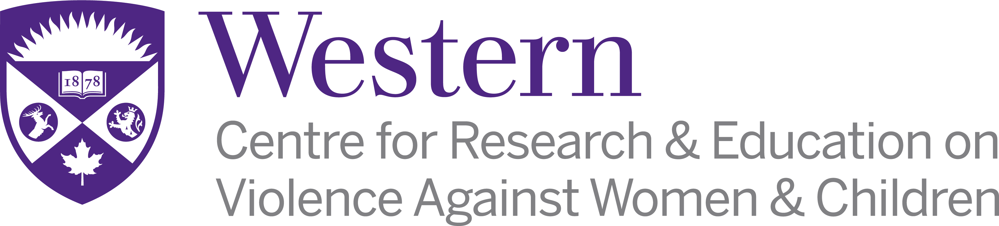 1878
Western
Centre for Research & Education on
Violence Against Women & Children